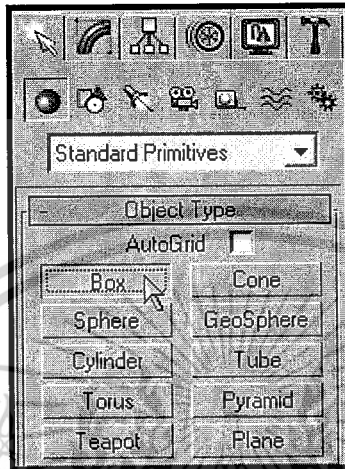 Standard Primitives
Object Type
AutoGrid
Box Cone
Sphere GeoSphere
Cylinder Tube
Torus Pyramid
Teapot Plane